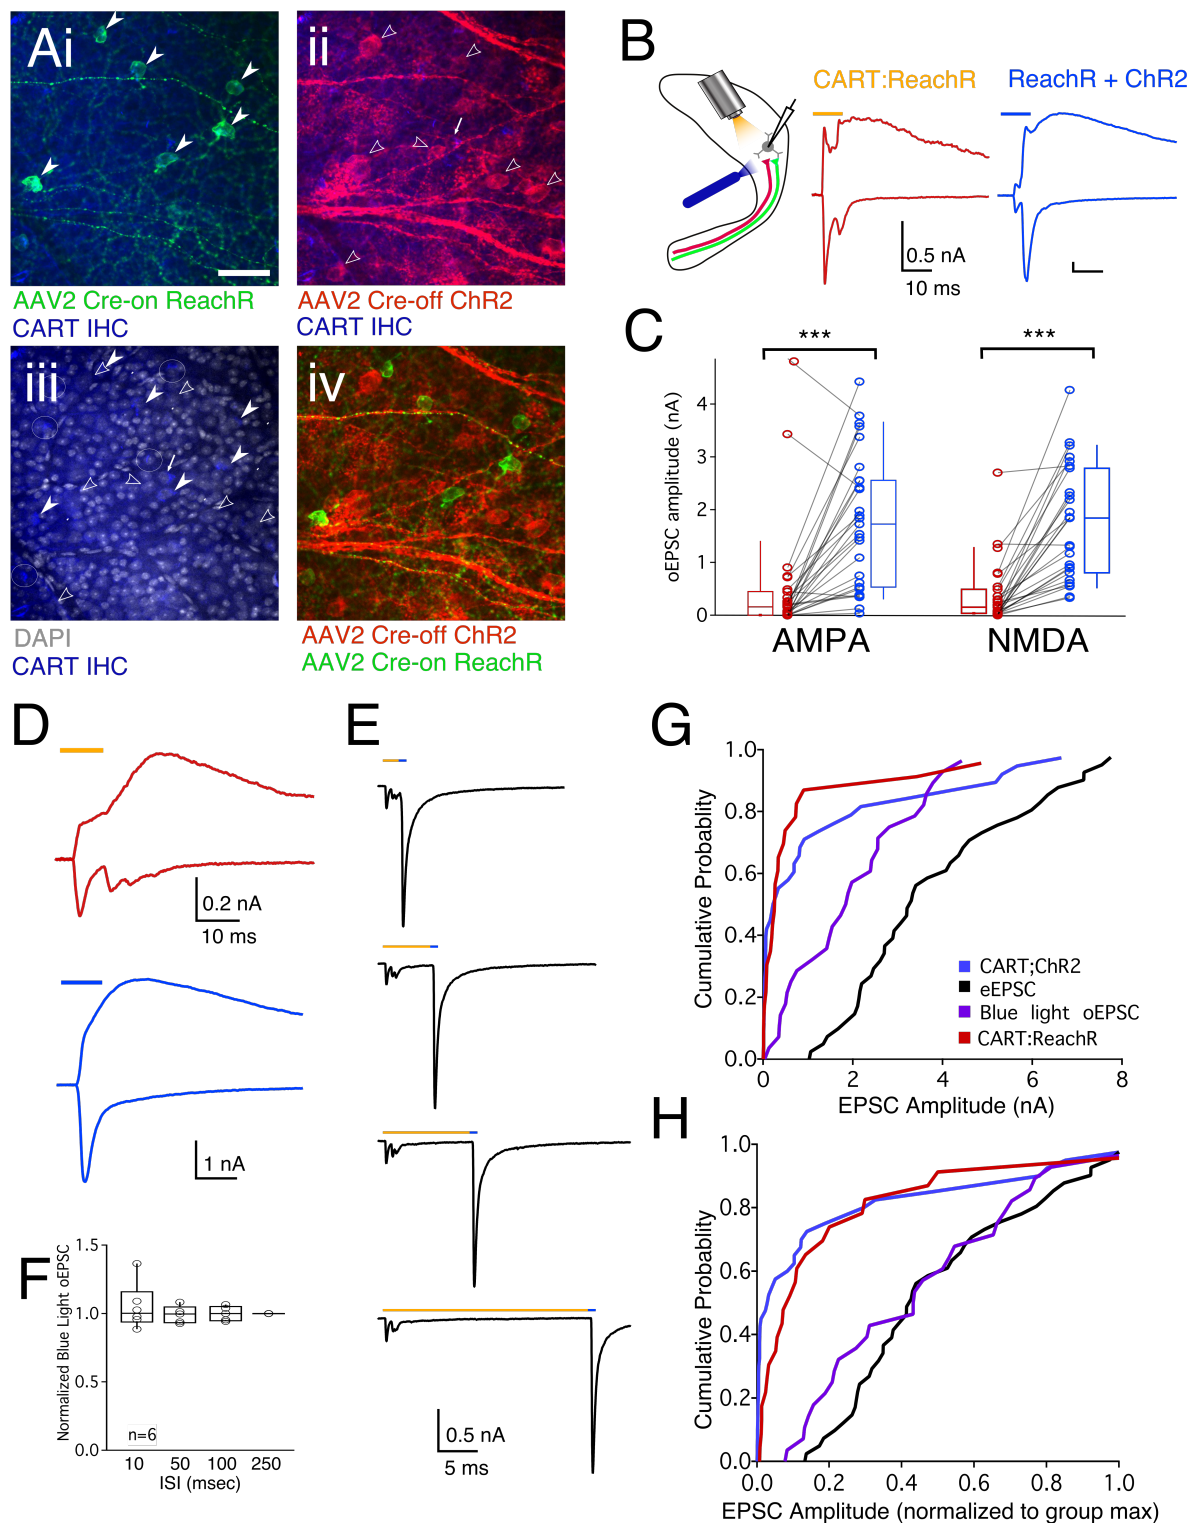 Ai
ii
AAV2 Cre-on ReachR
CART IHC
AAV2 Cre-off ChR2
CART IHC
iii
iv
DAPI
CART IHC
AAV2 Cre-off ChR2
AAV2 Cre-on ReachR
B
CART:ReachR
ReachR + ChR2
0.5 nA
10 ms
C
***
***
oEPSC amplitude (nA)
4
3
2
1
0
AMPA
NMDA
D
0.2 nA
10 ms
1 nA
E
0.5 nA
5 ms
F
Normalized Blue Light oEPSC
1.5
1.0
0.5
0.0
n=6
10 50 100 250
ISI (msec)
G
Cumulative Probablity
1.0
0.8
0.6
0.4
0.2
0.0
CART;ChR2
eEPSC
Blue light oEPSC
CART:ReachR
0 2 4 6 8
EPSC Amplitude (nA)
H
Cumulative Probablity
1.0
0.8
0.6
0.4
0.2
0.0
0.0 0.2 0.4 0.6 0.8 1.0
EPSC Amplitude (normalized to group max)